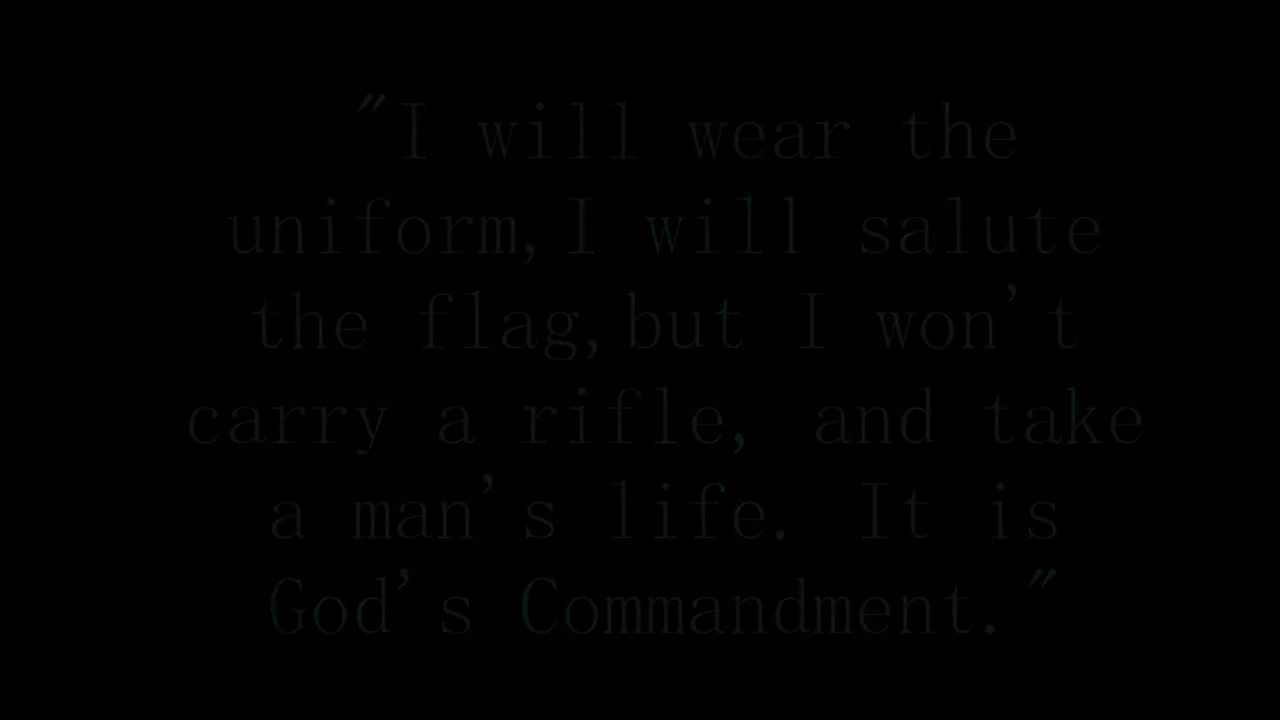 "I will wear the
uniform,I will salute
the flag,but I won't
carry a rifle, and take
a man's life. It is
God's Commandment."